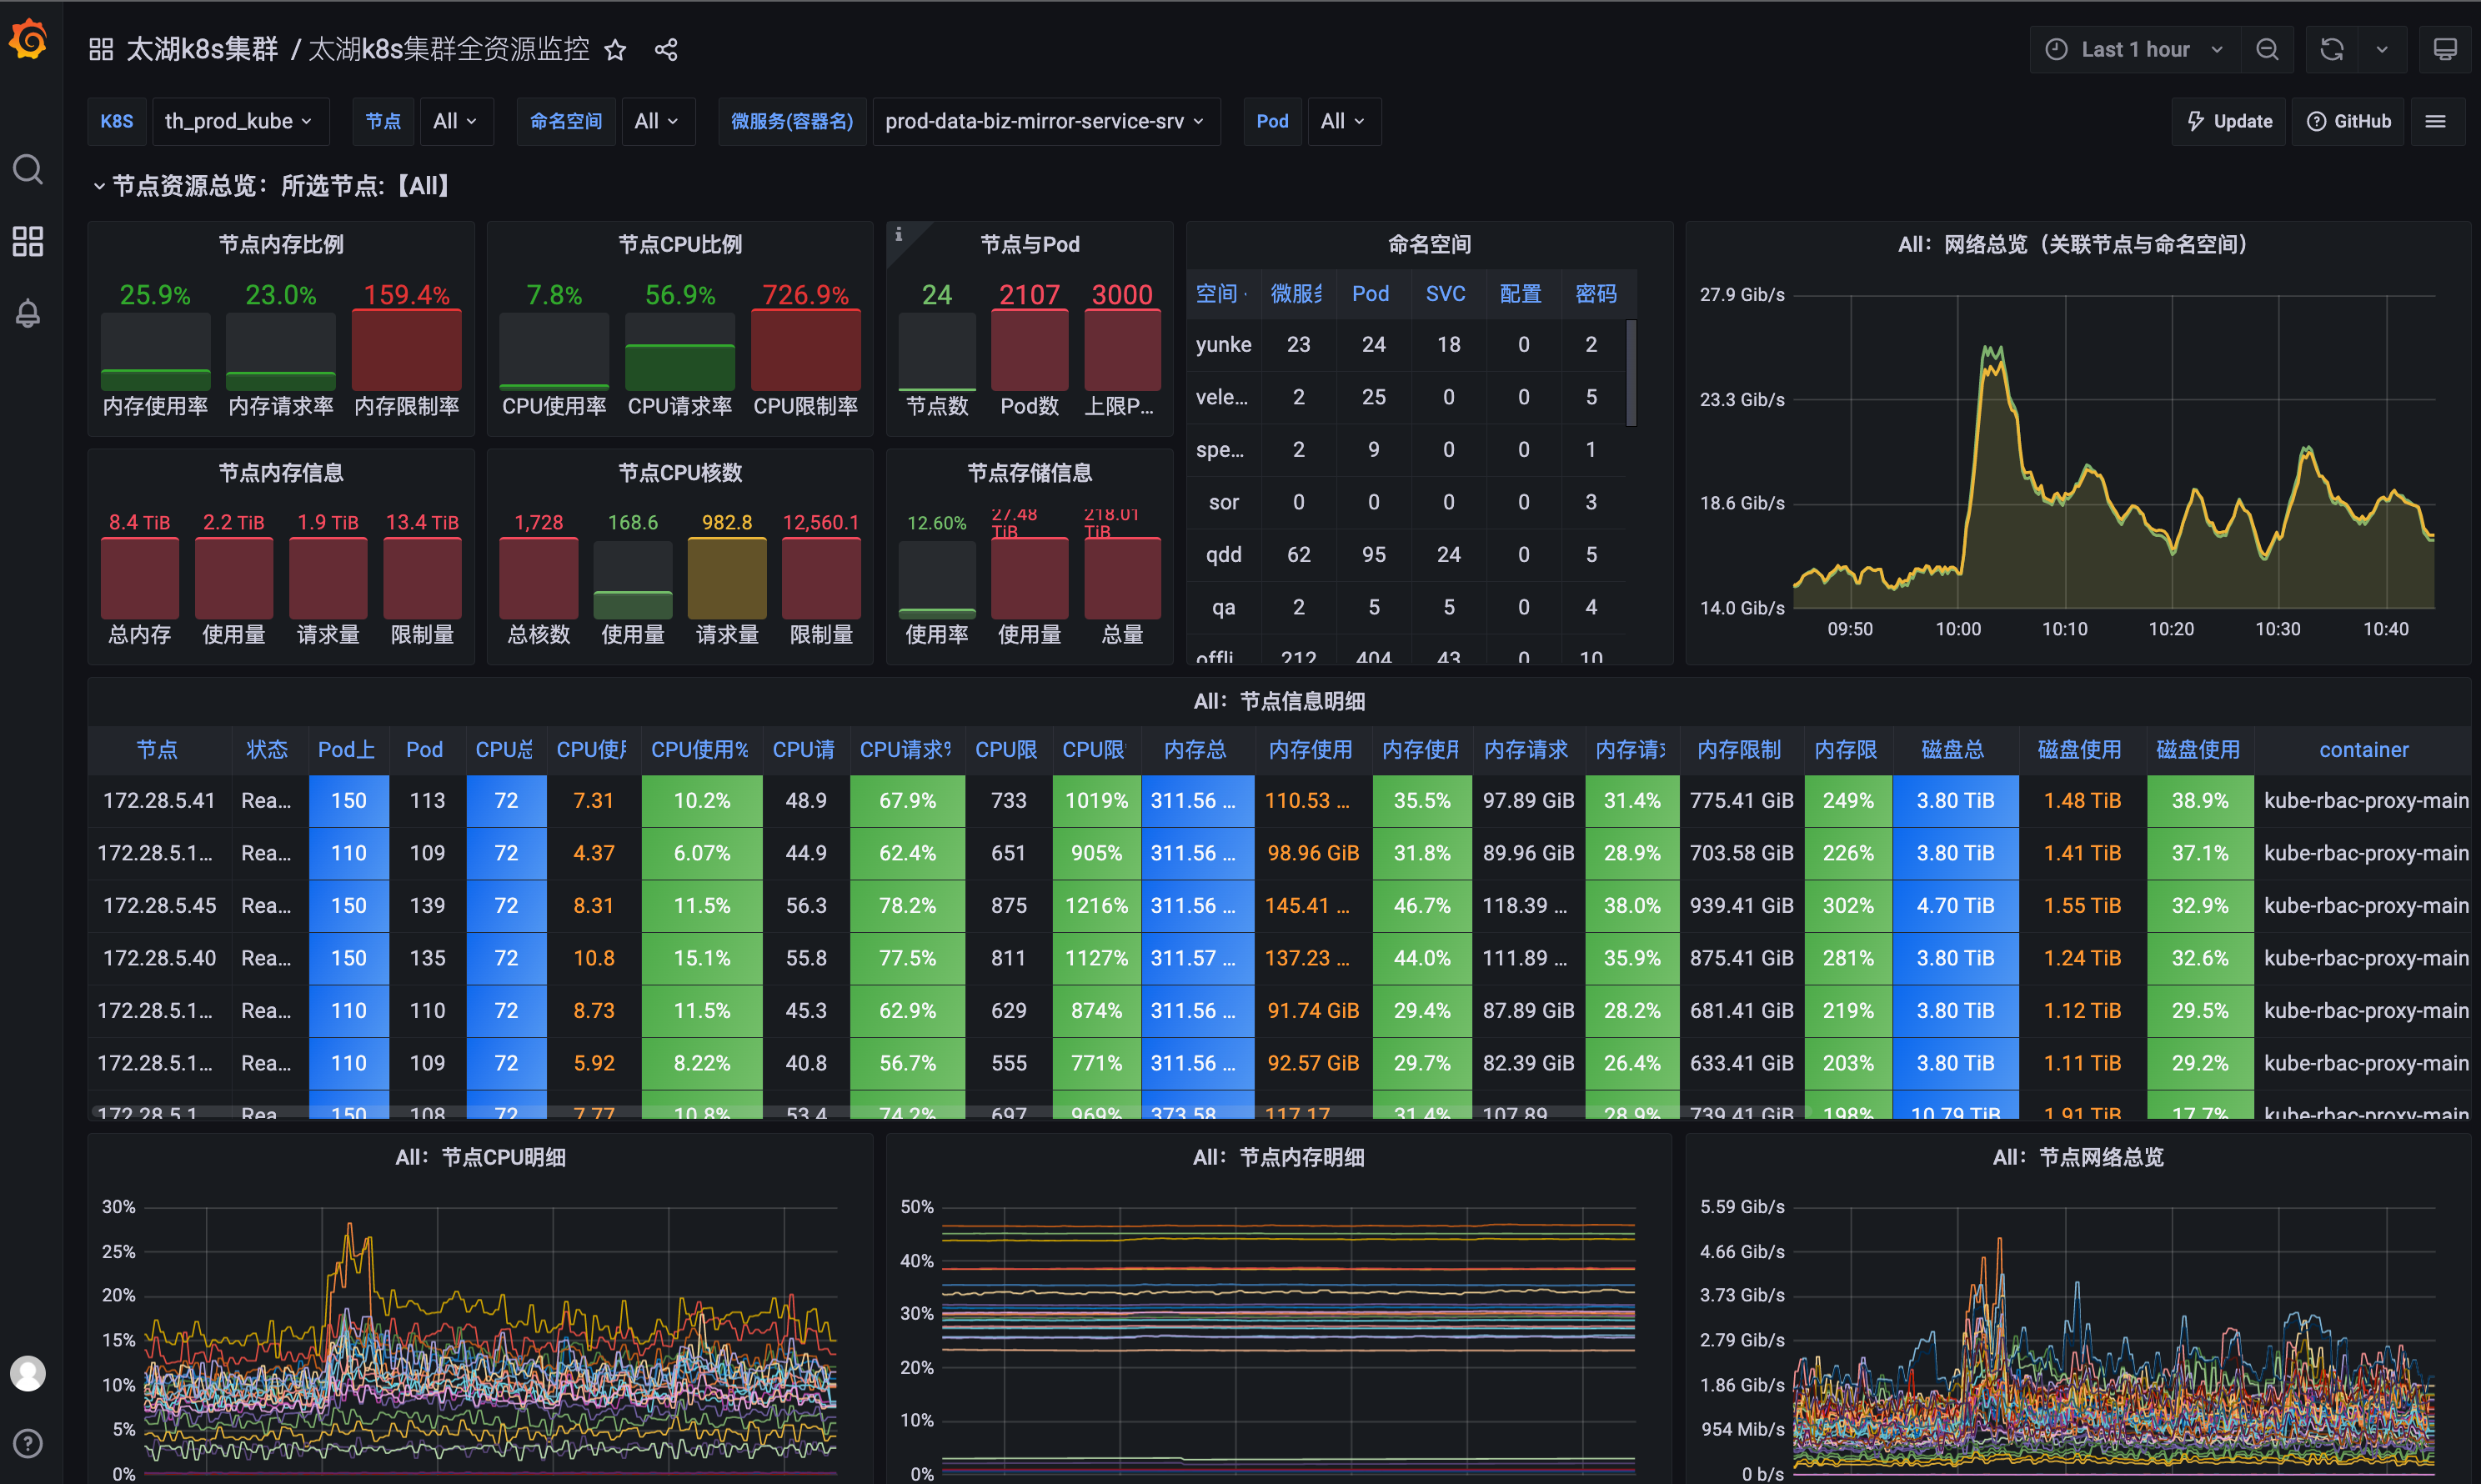 太湖k8s集群 / 太湖k8s集群全资源监控
Last 1 hour
K8S th_prod_kube 节点 All 命名空间 All 微服务(容器名) prod-data-biz-mirror-service-srv Pod All
Update GitHub
节点资源总览：所选节点:【All】
节点内存比例
25.9% 23.0% 159.4%
内存使用率 内存请求率 内存限制率
节点CPU比例
7.8% 56.9% 726.9%
CPU使用率 CPU请求率 CPU限制率
节点与Pod
24 2107 3000
节点数 Pod数 上限P...
节点内存信息
8.4 TiB 2.2 TiB 1.9 TiB 13.4 TiB
总内存 使用量 请求量 限制量
节点CPU核数
1,728 168.6 982.8 12,560.1
总核数 使用量 请求量 限制量
节点存储信息
12.60% 27.48 TiB 218.01 TiB
使用率 使用量 总量
命名空间
空间 微服务 Pod SVC 配置 密码
yunke 23 24 18 0 2
vele... 2 25 0 0 5
spe... 2 9 0 0 1
sor 0 0 0 0 3
qdd 62 95 24 0 5
qa 2 5 5 0 4
offli 212 404 43 0 10
All：网络总览（关联节点与命名空间）
27.9 Gib/s
23.3 Gib/s
18.6 Gib/s
14.0 Gib/s
09:50 10:00 10:10 10:20 10:30 10:40
All：节点信息明细
节点 状态 Pod上 Pod CPU总 CPU使用 CPU使用% CPU请 CPU请求% CPU限 CPU限 内存总 内存使用 内存使用 内存请求 内存请求 内存限制 内存限 磁盘总 磁盘使用 磁盘使用 container
172.28.5.41 Rea... 150 113 72 7.31 10.2% 48.9 67.9% 733 1019% 311.56 ... 110.53 ... 35.5% 97.89 GiB 31.4% 775.41 GiB 249% 3.80 TiB 1.48 TiB 38.9% kube-rbac-proxy-main
172.28.5.1... Rea... 110 109 72 4.37 6.07% 44.9 62.4% 651 905% 311.56 ... 98.96 GiB 31.8% 89.96 GiB 28.9% 703.58 GiB 226% 3.80 TiB 1.41 TiB 37.1% kube-rbac-proxy-main
172.28.5.45 Rea... 150 139 72 8.31 11.5% 56.3 78.2% 875 1216% 311.56 ... 145.41 ... 46.7% 118.39 ... 38.0% 939.41 GiB 302% 4.70 TiB 1.55 TiB 32.9% kube-rbac-proxy-main
172.28.5.40 Rea... 150 135 72 10.8 15.1% 55.8 77.5% 811 1127% 311.57 ... 137.23 ... 44.0% 111.89 ... 35.9% 875.41 GiB 281% 3.80 TiB 1.24 TiB 32.6% kube-rbac-proxy-main
172.28.5.1... Rea... 110 110 72 8.73 11.5% 45.3 62.9% 629 874% 311.56 ... 91.74 GiB 29.4% 87.89 GiB 28.2% 681.41 GiB 219% 3.80 TiB 1.12 TiB 29.5% kube-rbac-proxy-main
172.28.5.1... Rea... 110 109 72 5.92 8.22% 40.8 56.7% 555 771% 311.56 ... 92.57 GiB 29.7% 82.39 GiB 26.4% 633.41 GiB 203% 3.80 TiB 1.11 TiB 29.2% kube-rbac-proxy-main
172.28.5.1 Rea 150 108 72 7.77 10.8% 53.4 74.2% 697 969% 373.58 117.17 31.4% 107.89 28.9% 739.41 GiB 198% 10.79 TiB 1.91 TiB 17.7% kube-rbac-proxy-main
All：节点CPU明细
30%
25%
20%
15%
10%
5%
0%
All：节点内存明细
50%
40%
30%
20%
10%
0%
All：节点网络总览
5.59 Gib/s
4.66 Gib/s
3.73 Gib/s
2.79 Gib/s
1.86 Gib/s
954 Mib/s
0 b/s